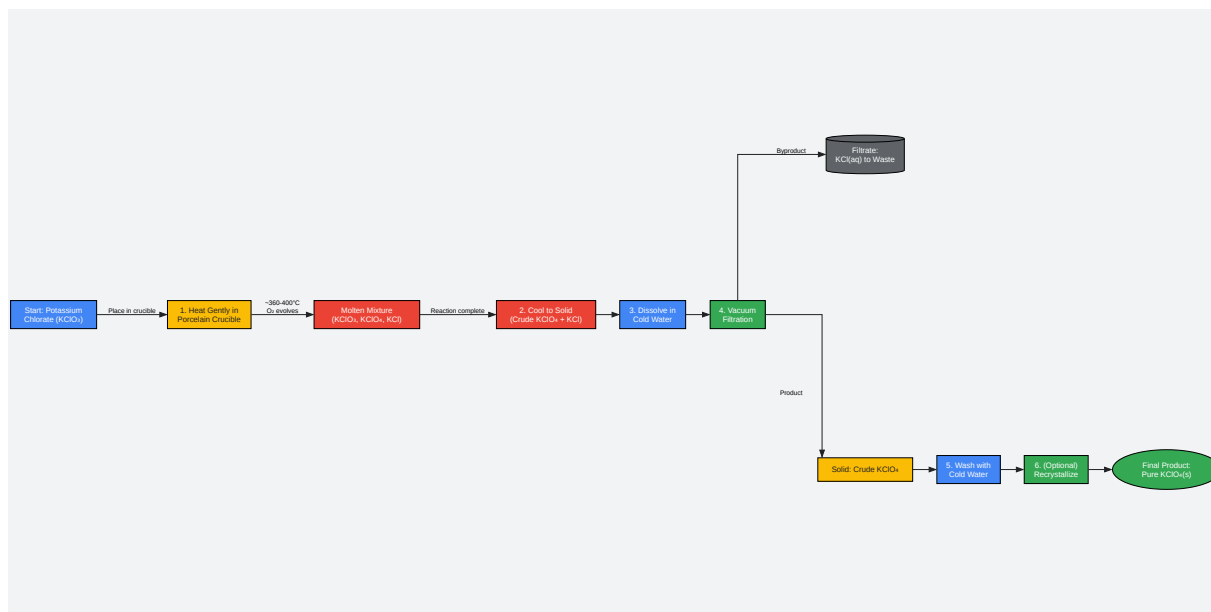 Byproduct
Filtrate:
KCl(aq) to Waste
Start: Potassium
Chlorate (KClO₃)
Place in crucible
1. Heat Gently in
Porcelain Crucible
~360-400°C
O₂ evolves
Molten Mixture
(KClO₃, KClO₄, KCl)
Reaction complete
2. Cool to Solid
(Crude KClO₄ + KCl)
3. Dissolve in
Cold Water
4. Vacuum
Filtration
Product
Solid: Crude KClO₄
5. Wash with
Cold Water
6. (Optional)
Recrystallize
Final Product:
Pure KClO₄(s)